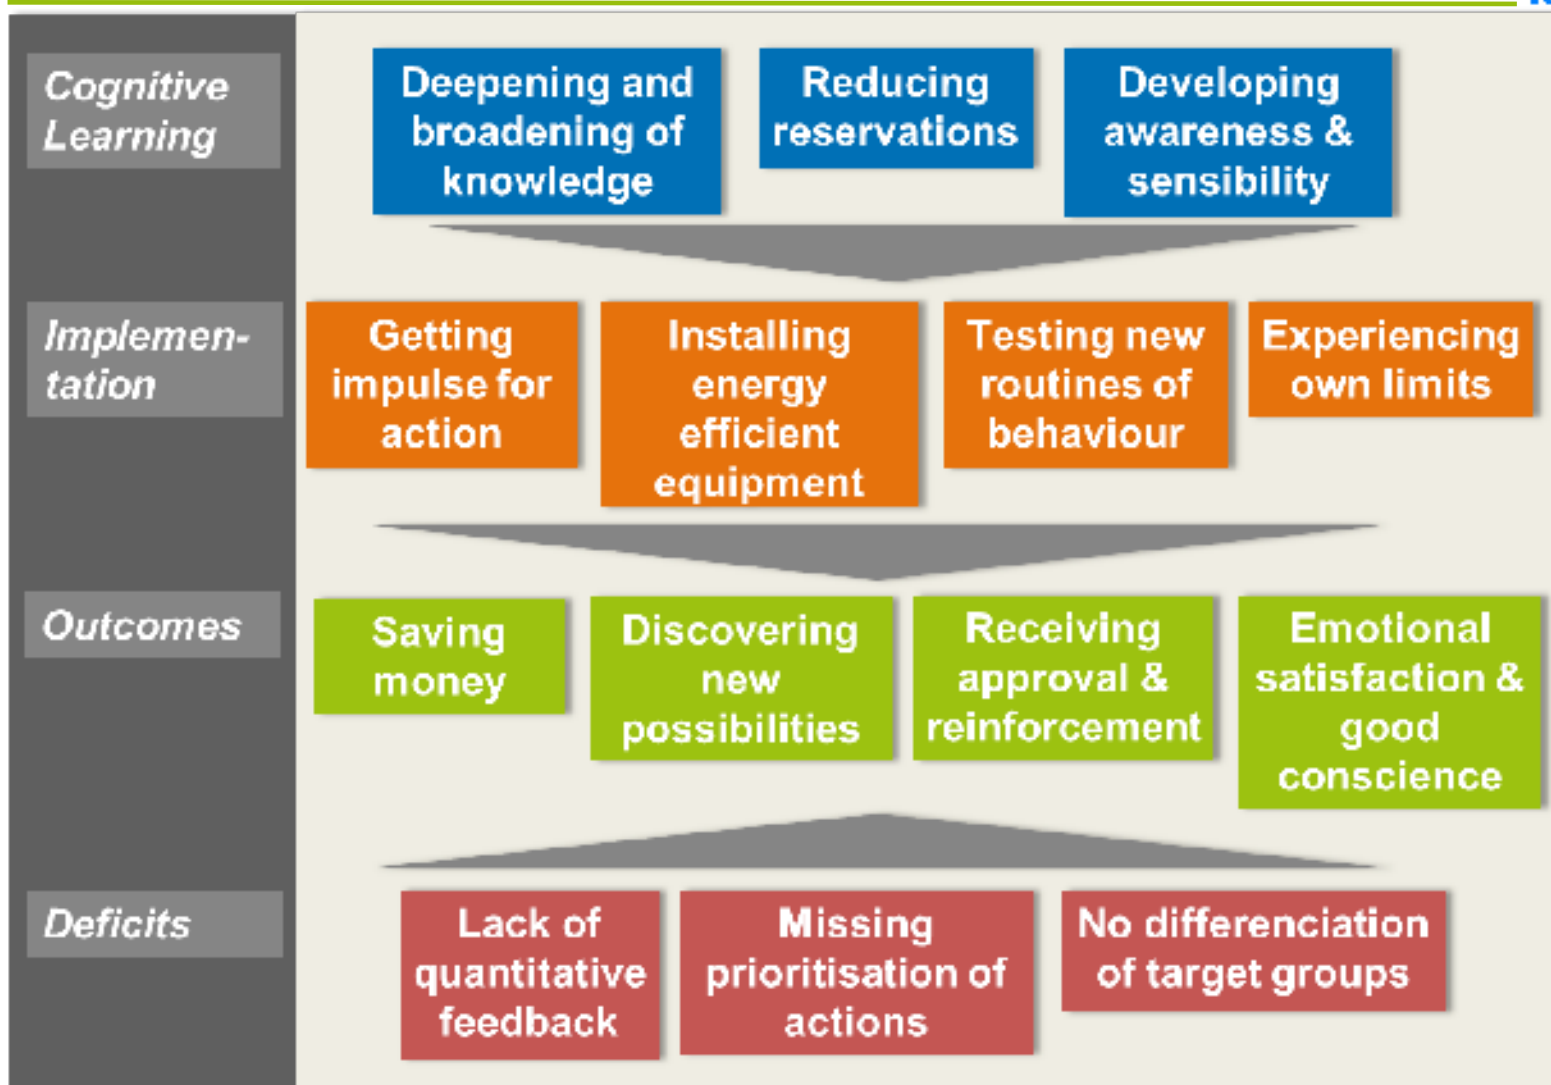 Cognitive
Learning
Deepening and
broadening of
knowledge
Reducing
reservations
Developing
awareness &
sensibility
Implemen-
tation
Getting
impulse for
action
Installing
energy
efficient
equipment
Testing new
routines of
behaviour
Experiencing
own limits
Outcomes
Saving
money
Discovering
new
possibilities
Receiving
approval &
reinforcement
Emotional
satisfaction &
good
conscience
Deficits
Lack of
quantitative
feedback
Missing
prioritisation of
actions
No differenciation
of target groups